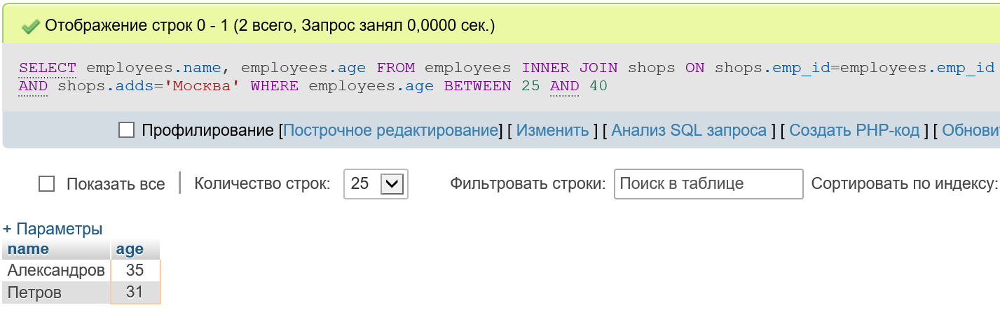 Отображение строк 0 - 1 (2 всего, Запрос занял 0,0000 сек.)
SELECT employees.name, employees.age FROM employees INNER JOIN shops ON shops.emp_id=employees.emp_id
AND shops.adds='Москва' WHERE employees.age BETWEEN 25 AND 40
Профилирование [Построчное редактирование] [ Изменить ] [ Анализ SQL запроса ] [ Создать PHP-код ] [
Показать все | Количество строк: 25 Фильтровать строки: Поиск в таблице Сортировать по индексу:
+ Параметры
name age
Александров 35
Петров 31